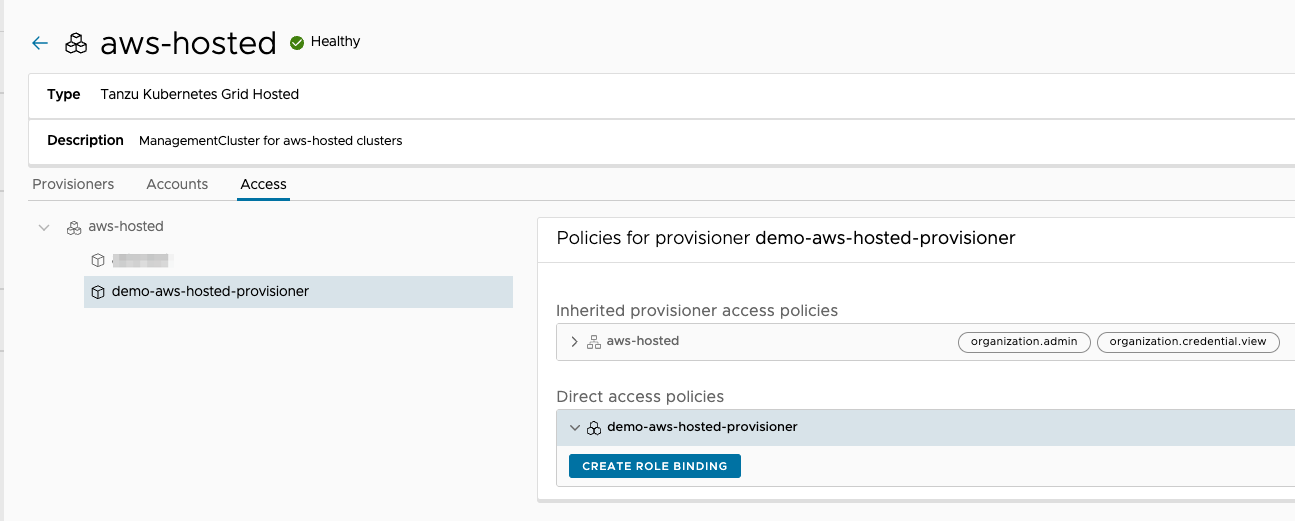 aws-hosted Healthy
Type Tanzu Kubernetes Grid Hosted
Description ManagementCluster for aws-hosted clusters
Provisioners Accounts Access
aws-hosted
demo-aws-hosted-provisioner
Policies for provisioner demo-aws-hosted-provisioner
Inherited provisioner access policies
aws-hosted organization.admin organization.credential.view
Direct access policies
demo-aws-hosted-provisioner
CREATE ROLE BINDING